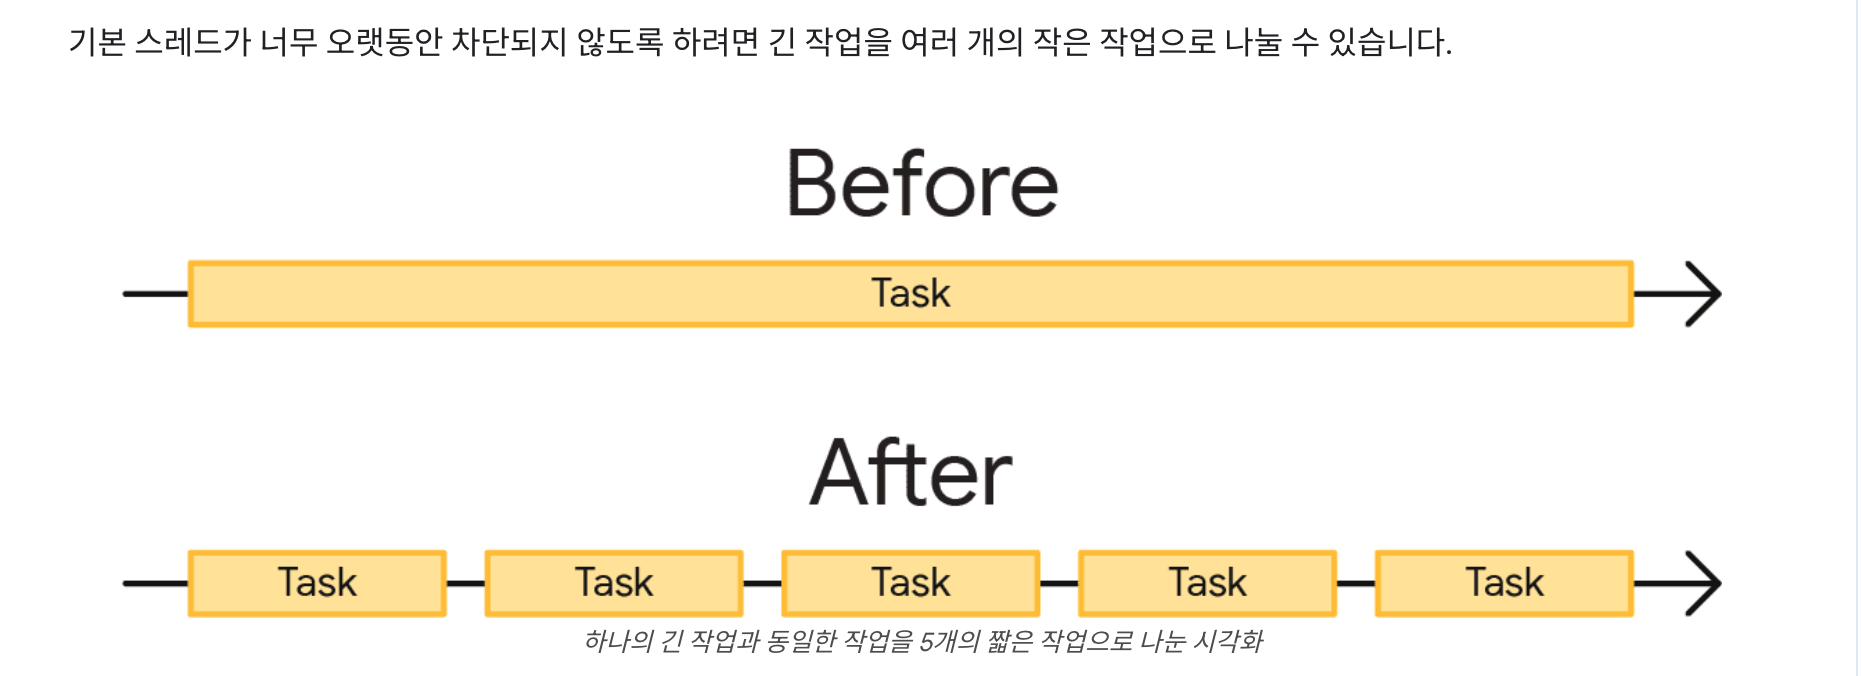 기본 스레드가 너무 오랫동안 차단되지 않도록 하려면 긴 작업을 여러 개의 작은 작업으로 나눌 수 있습니다.
Before
Task
After
Task Task Task Task Task
하나의 긴 작업과 동일한 작업을 5개의 짧은 작업으로 나눈 시각화